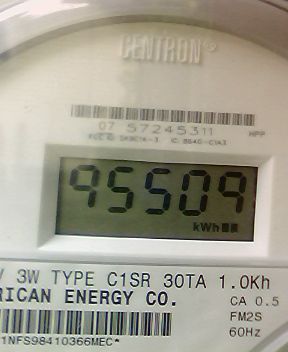 CENTRON®
07 57245311 HPP
95509
kWh
V 3W TYPE C1SR 30TA 1.0Kh
RICAN ENERGY CO. CA 0.5
FM2S
1NFS98410366MEC* 60Hz